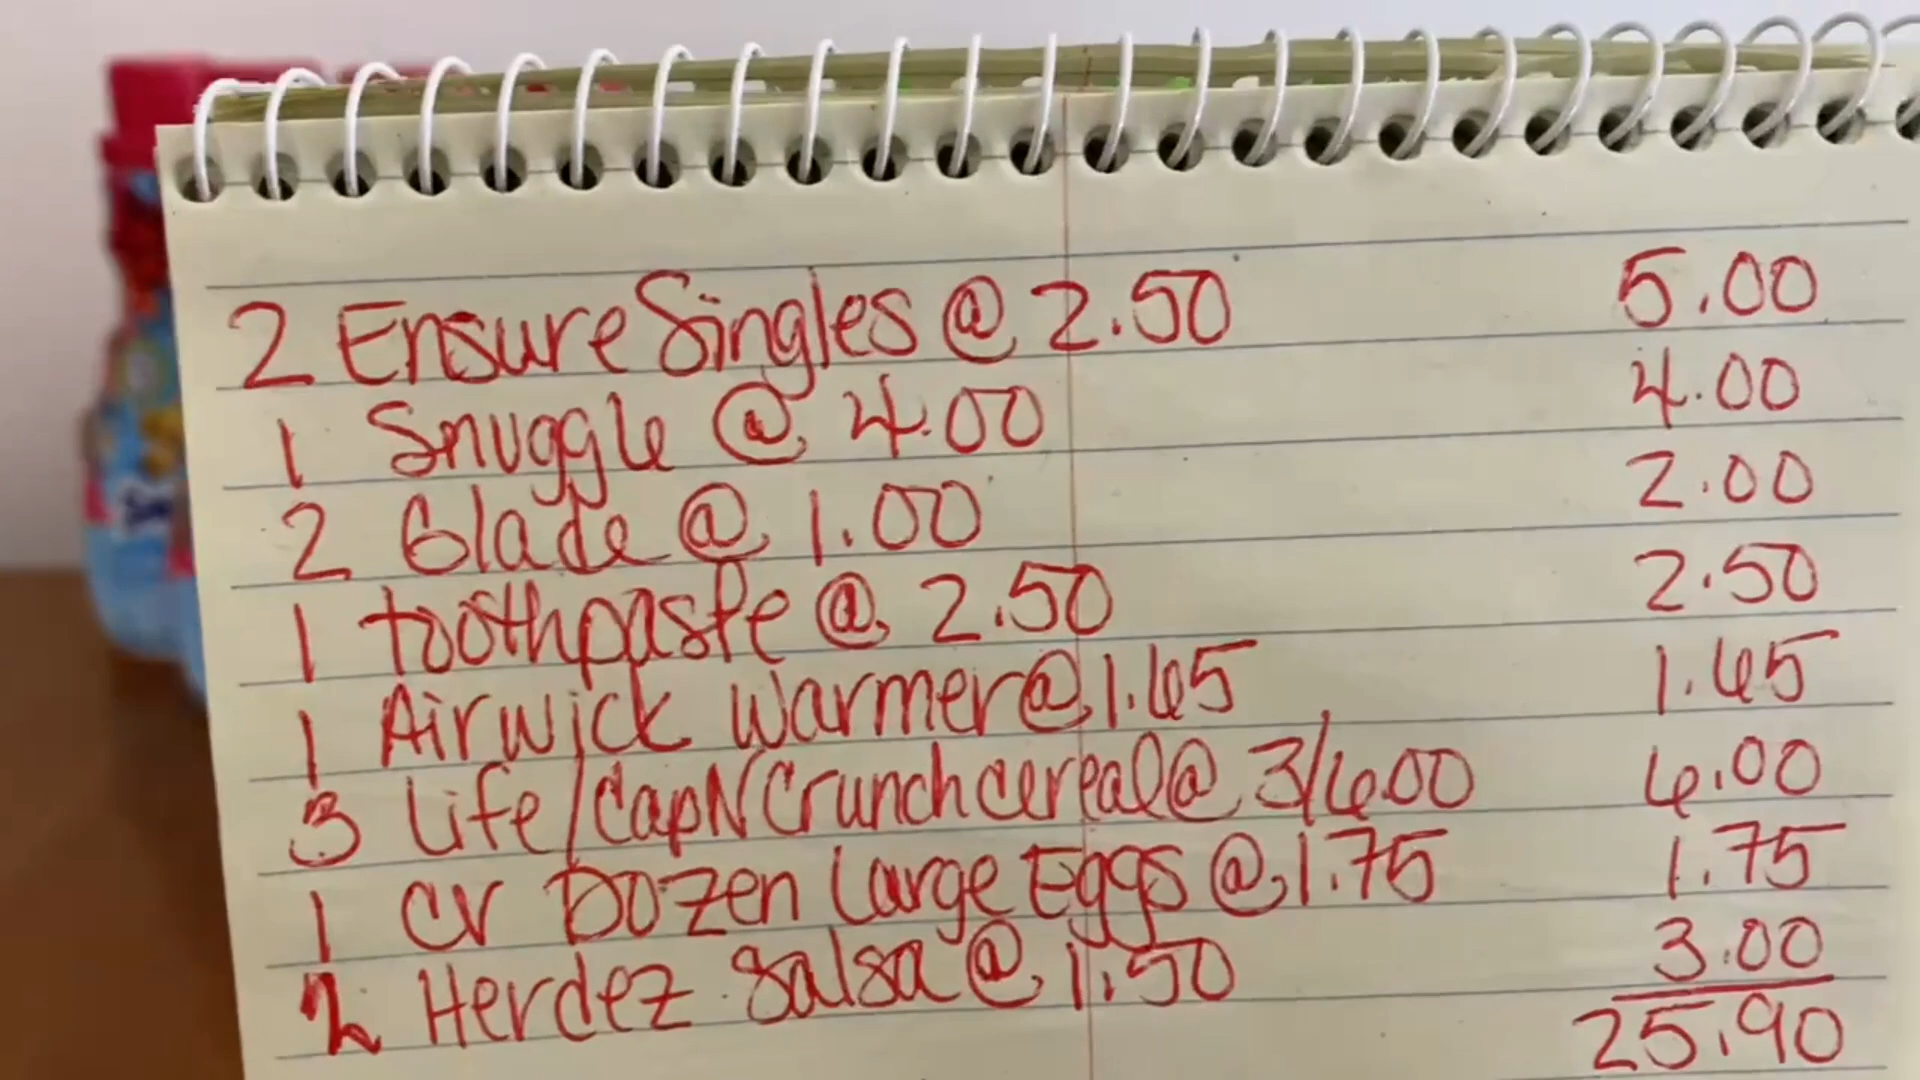 2 Ensure Singles @ 2.50 5.00
1 Snuggle @ 4.00 4.00
2 Glade @ 1.00 2.00
1 toothpaste @ 2.50 2.50
1 Airwick warmer @ 1.65 1.65
3 Life/CapN Crunch cereal @ 3/6.00 6.00
1 CV Dozen Large Eggs @ 1.75 1.75
2 Herdez Salsa @ 1.50 3.00
25.90